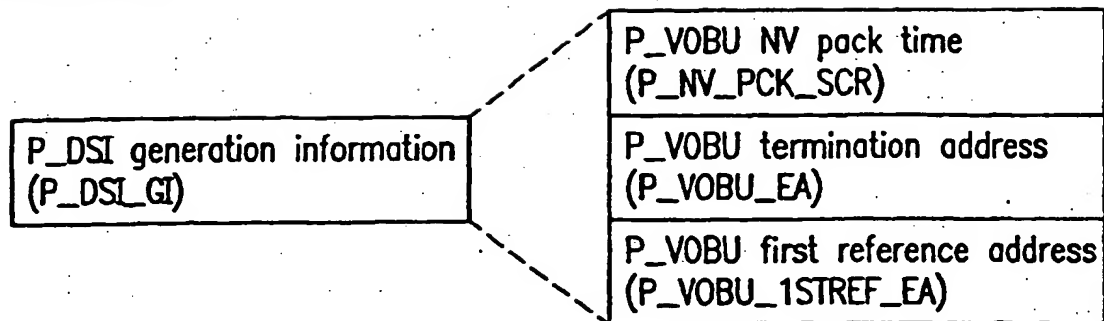 P_DSI generation information
(P_DSI_GI)
P_VOBU NV pack time
(P_NV_PCK_SCR)
P_VOBU termination address
(P_VOBU_EA)
P_VOBU first reference address
(P_VOBU_1STREF_EA)